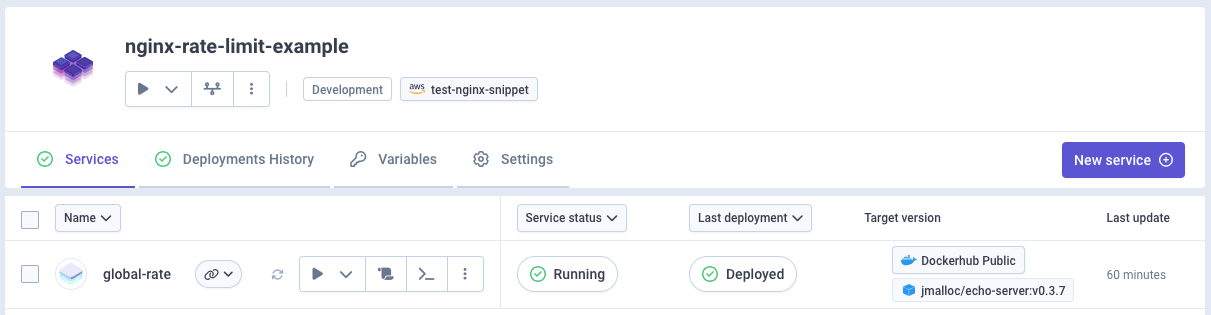 nginx-rate-limit-example
Development
aws test-nginx-snippet
Services
Deployments History
Variables
Settings
New service
Name
Service status
Last deployment
Target version
Last update
global-rate
Running
Deployed
Dockerhub Public
jmalloc/echo-server:v0.3.7
60 minutes